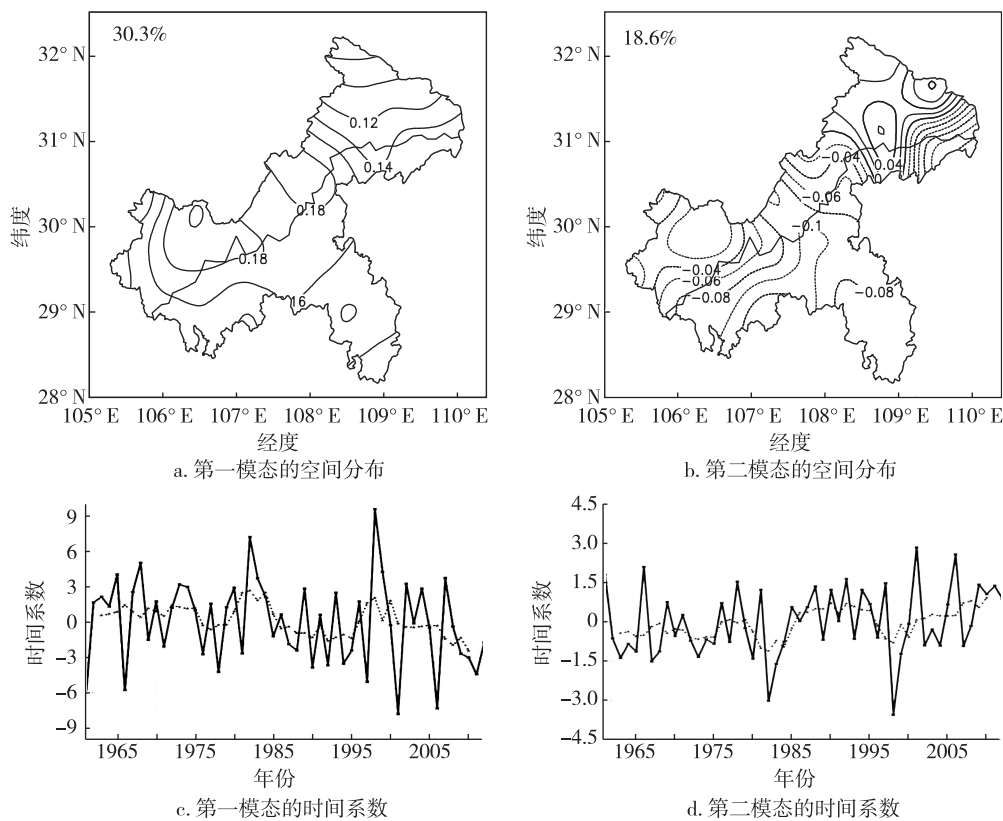 30.3%
32° N
31° N
30° N
29° N
28° N
纬度
0.12
0.14
0.18
0.18
16
105° E 106° E 107° E 108° E 109° E 110° E
经度
a. 第一模态的空间分布
18.6%
32° N
31° N
30° N
29° N
28° N
纬度
-0.04
0.04
0
-0.06
-0.1
-0.04
-0.06
-0.08
-0.08
105° E 106° E 107° E 108° E 109° E 110° E
经度
b. 第二模态的空间分布
9
6
3
0
-3
-6
-9
时间系数
1965 1975 1985 1995 2005
年份
c. 第一模态的时间系数
4.5
3.0
1.5
0
-1.5
-3.0
-4.5
时间系数
1965 1975 1985 1995 2005
年份
d. 第二模态的时间系数